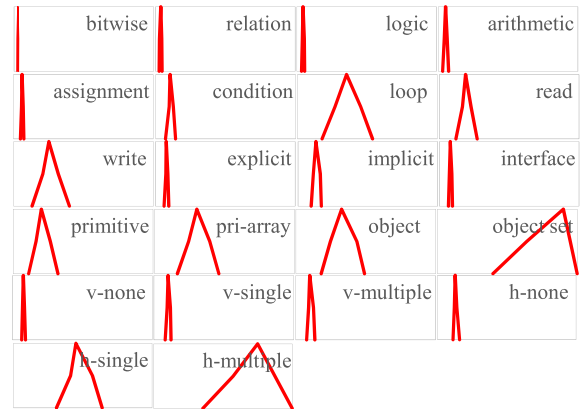 bitwise relation logic arithmetic
assignment condition loop read
write explicit implicit interface
primitive pri-array object object set
v-none v-single v-multiple h-none
h-single h-multiple